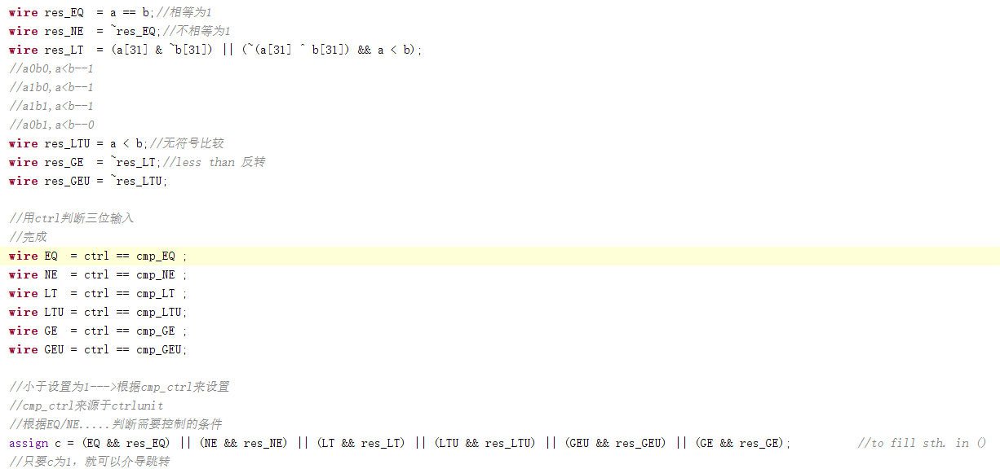 wire res_EQ  = a == b;//相等为1
wire res_NE  = ~res_EQ;//不相等为1
wire res_LT  = (a[31] & ~b[31]) || (~(a[31] ^ b[31]) && a < b);
//a0b0,a<b--1
//a1b0,a<b--1
//a1b1,a<b--1
//a0b1,a<b--0
wire res_LTU = a < b;//无符号比较
wire res_GE  = ~res_LT;//less than 反转
wire res_GEU = ~res_LTU;
//用ctrl判断三位输入
//完成
wire EQ  = ctrl == cmp_EQ ;
wire NE  = ctrl == cmp_NE ;
wire LT  = ctrl == cmp_LT ;
wire LTU = ctrl == cmp_LTU;
wire GE  = ctrl == cmp_GE ;
wire GEU = ctrl == cmp_GEU;
//小于设置为1--->根据cmp_ctrl来设置
//cmp_ctrl来源于ctrlunit
//根据EQ/NE.....判断需要控制的条件
assign c = (EQ && res_EQ) || (NE && res_NE) || (LT && res_LT) || (LTU && res_LTU) || (GEU && res_GEU) || (GE && res_GE);          //to fill sth. in ()
//只要c为1，就可以介导跳转